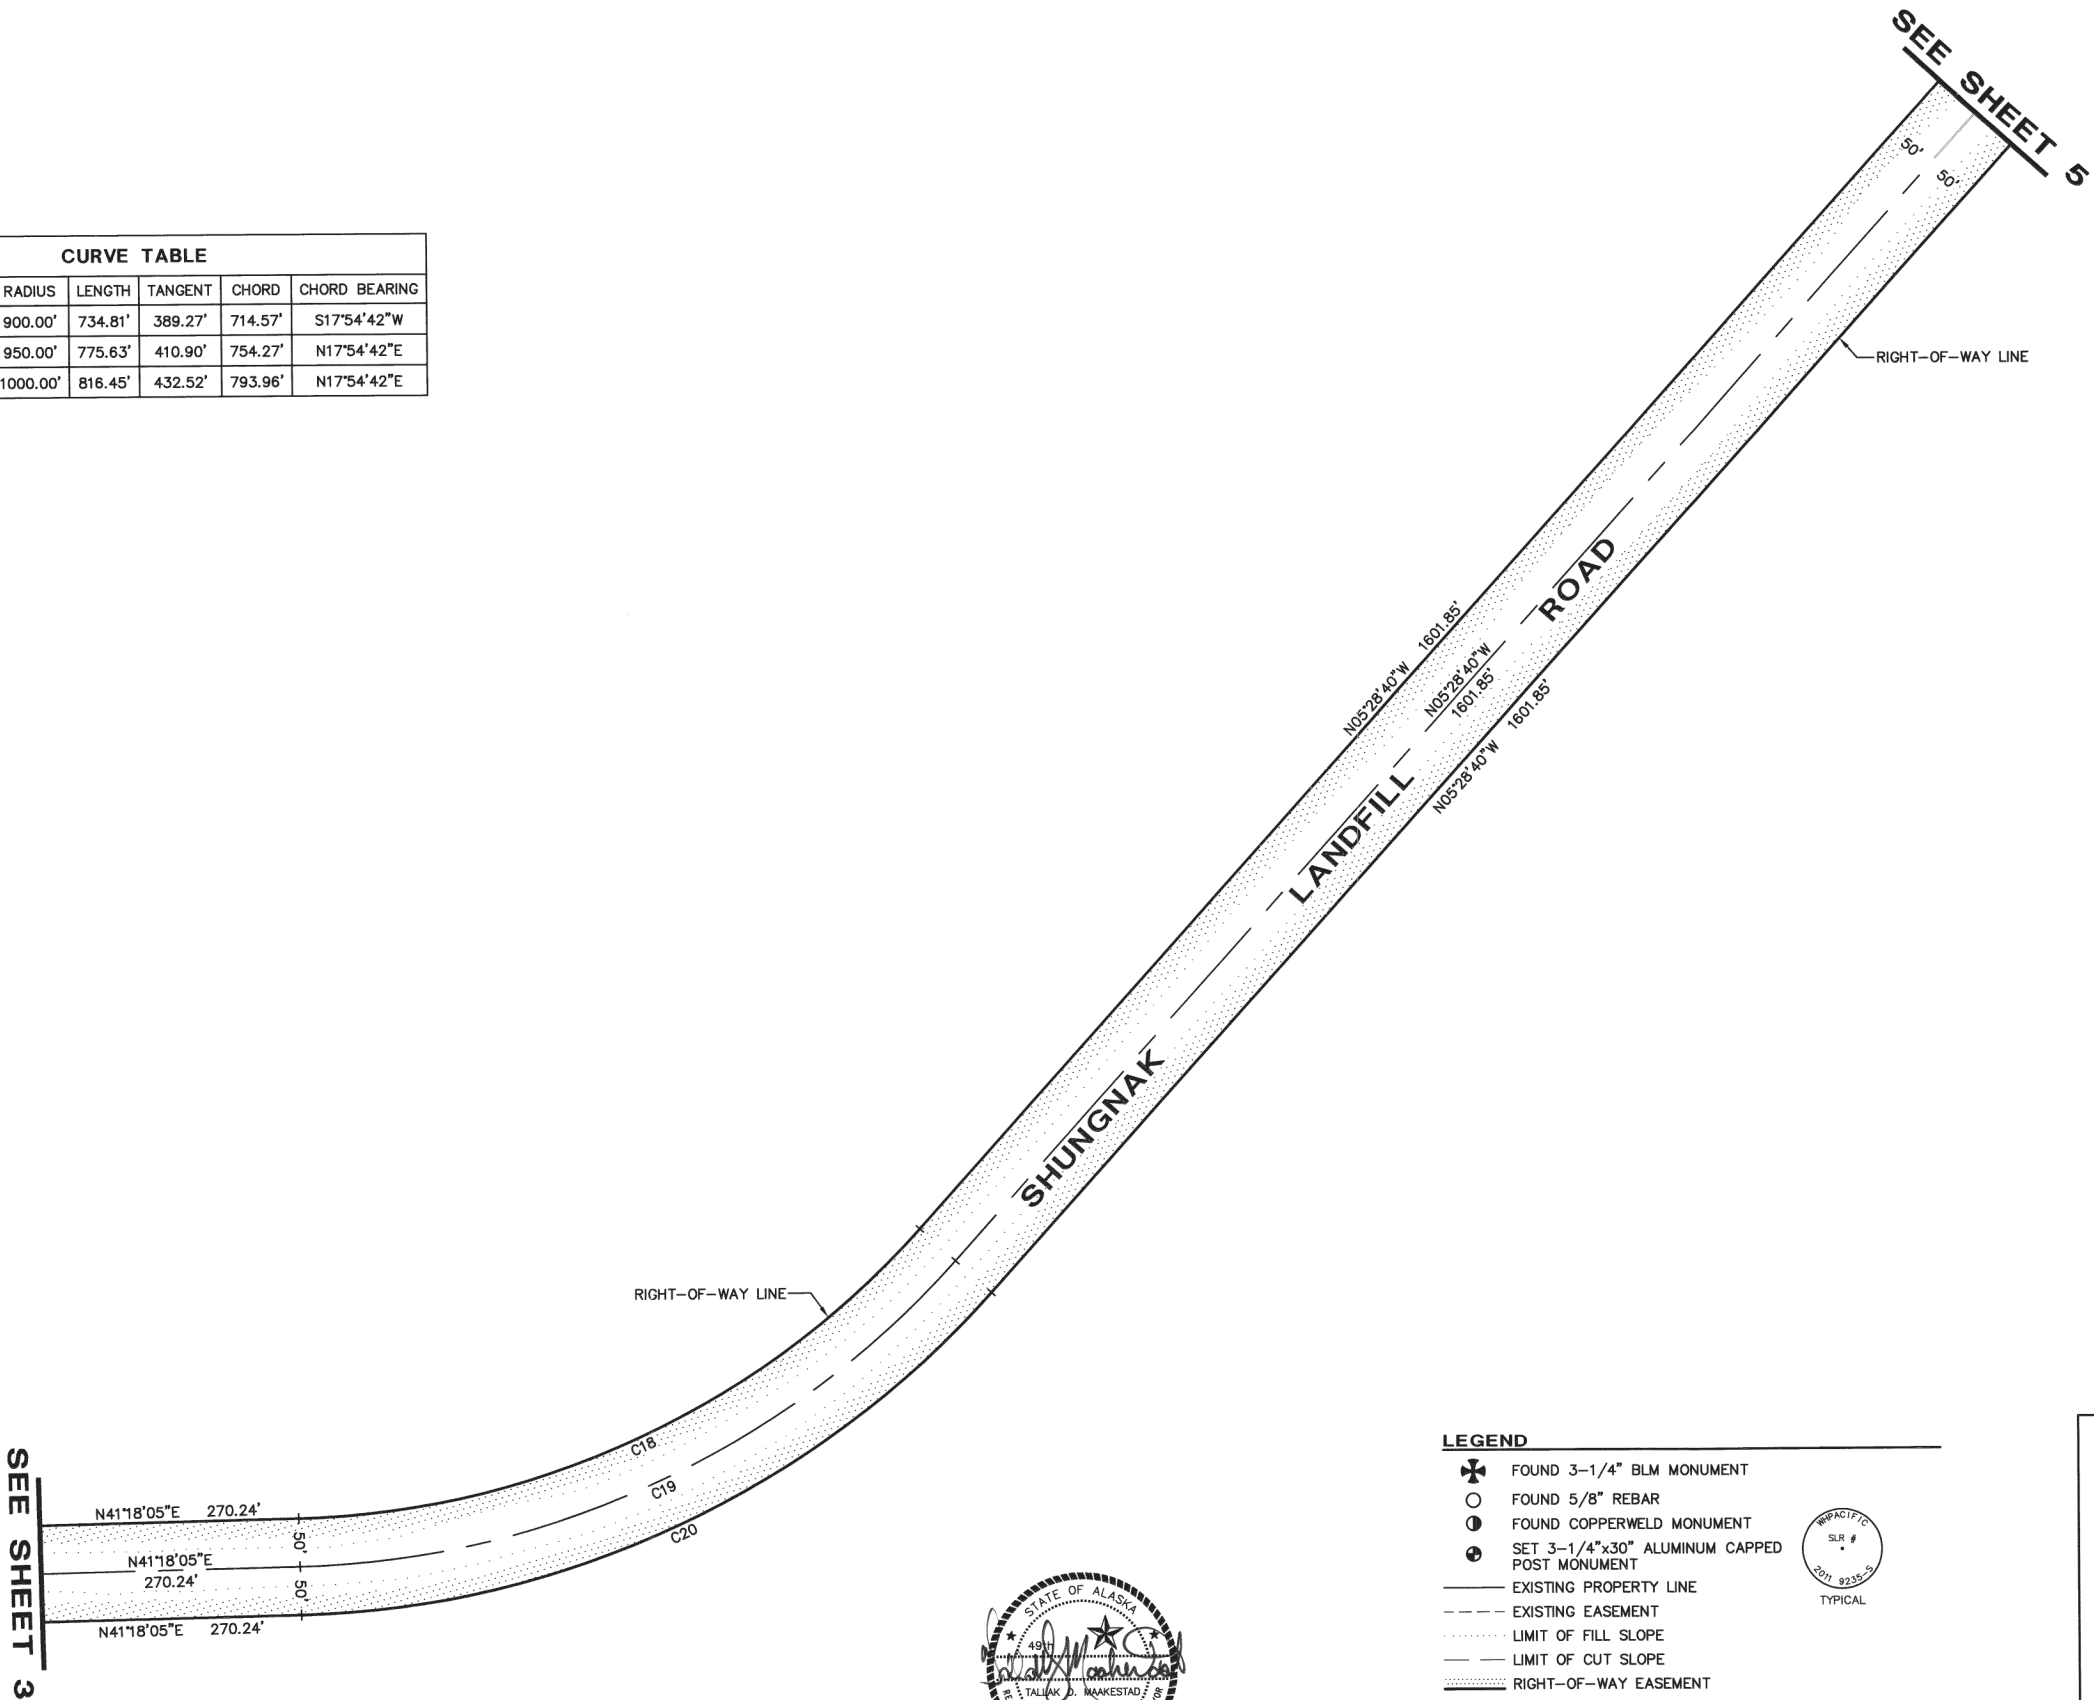 SEE SHEET 5
50'
50'
CURVE TABLE
RADIUS LENGTH TANGENT CHORD CHORD BEARING
900.00' 734.81' 389.27' 714.57' S17°54'42"W
950.00' 775.63' 410.90' 754.27' N17°54'42"E
1000.00' 816.45' 432.52' 793.96' N17°54'42"E
RIGHT-OF-WAY LINE
N05°28'40"W 1601.85'
N05°28'40"W
1601.85'
N05°28'40"W 1601.85'
SHUNGNAK LANDFILL ROAD
RIGHT-OF-WAY LINE
C18
C19
C20
SEE SHEET 3
N41°18'05"E 270.24'
N41°18'05"E
270.24'
N41°18'05"E 270.24'
50'
50'
LEGEND
FOUND 3-1/4" BLM MONUMENT
FOUND 5/8" REBAR
FOUND COPPERWELD MONUMENT
SET 3-1/4"x30" ALUMINUM CAPPED
POST MONUMENT
EXISTING PROPERTY LINE
EXISTING EASEMENT
LIMIT OF FILL SLOPE
LIMIT OF CUT SLOPE
RIGHT-OF-WAY EASEMENT
WHPACIFIC
SLR #
2011 9235-S
TYPICAL
STATE OF ALASKA
49th
TALLAK D. MAAKESTAD